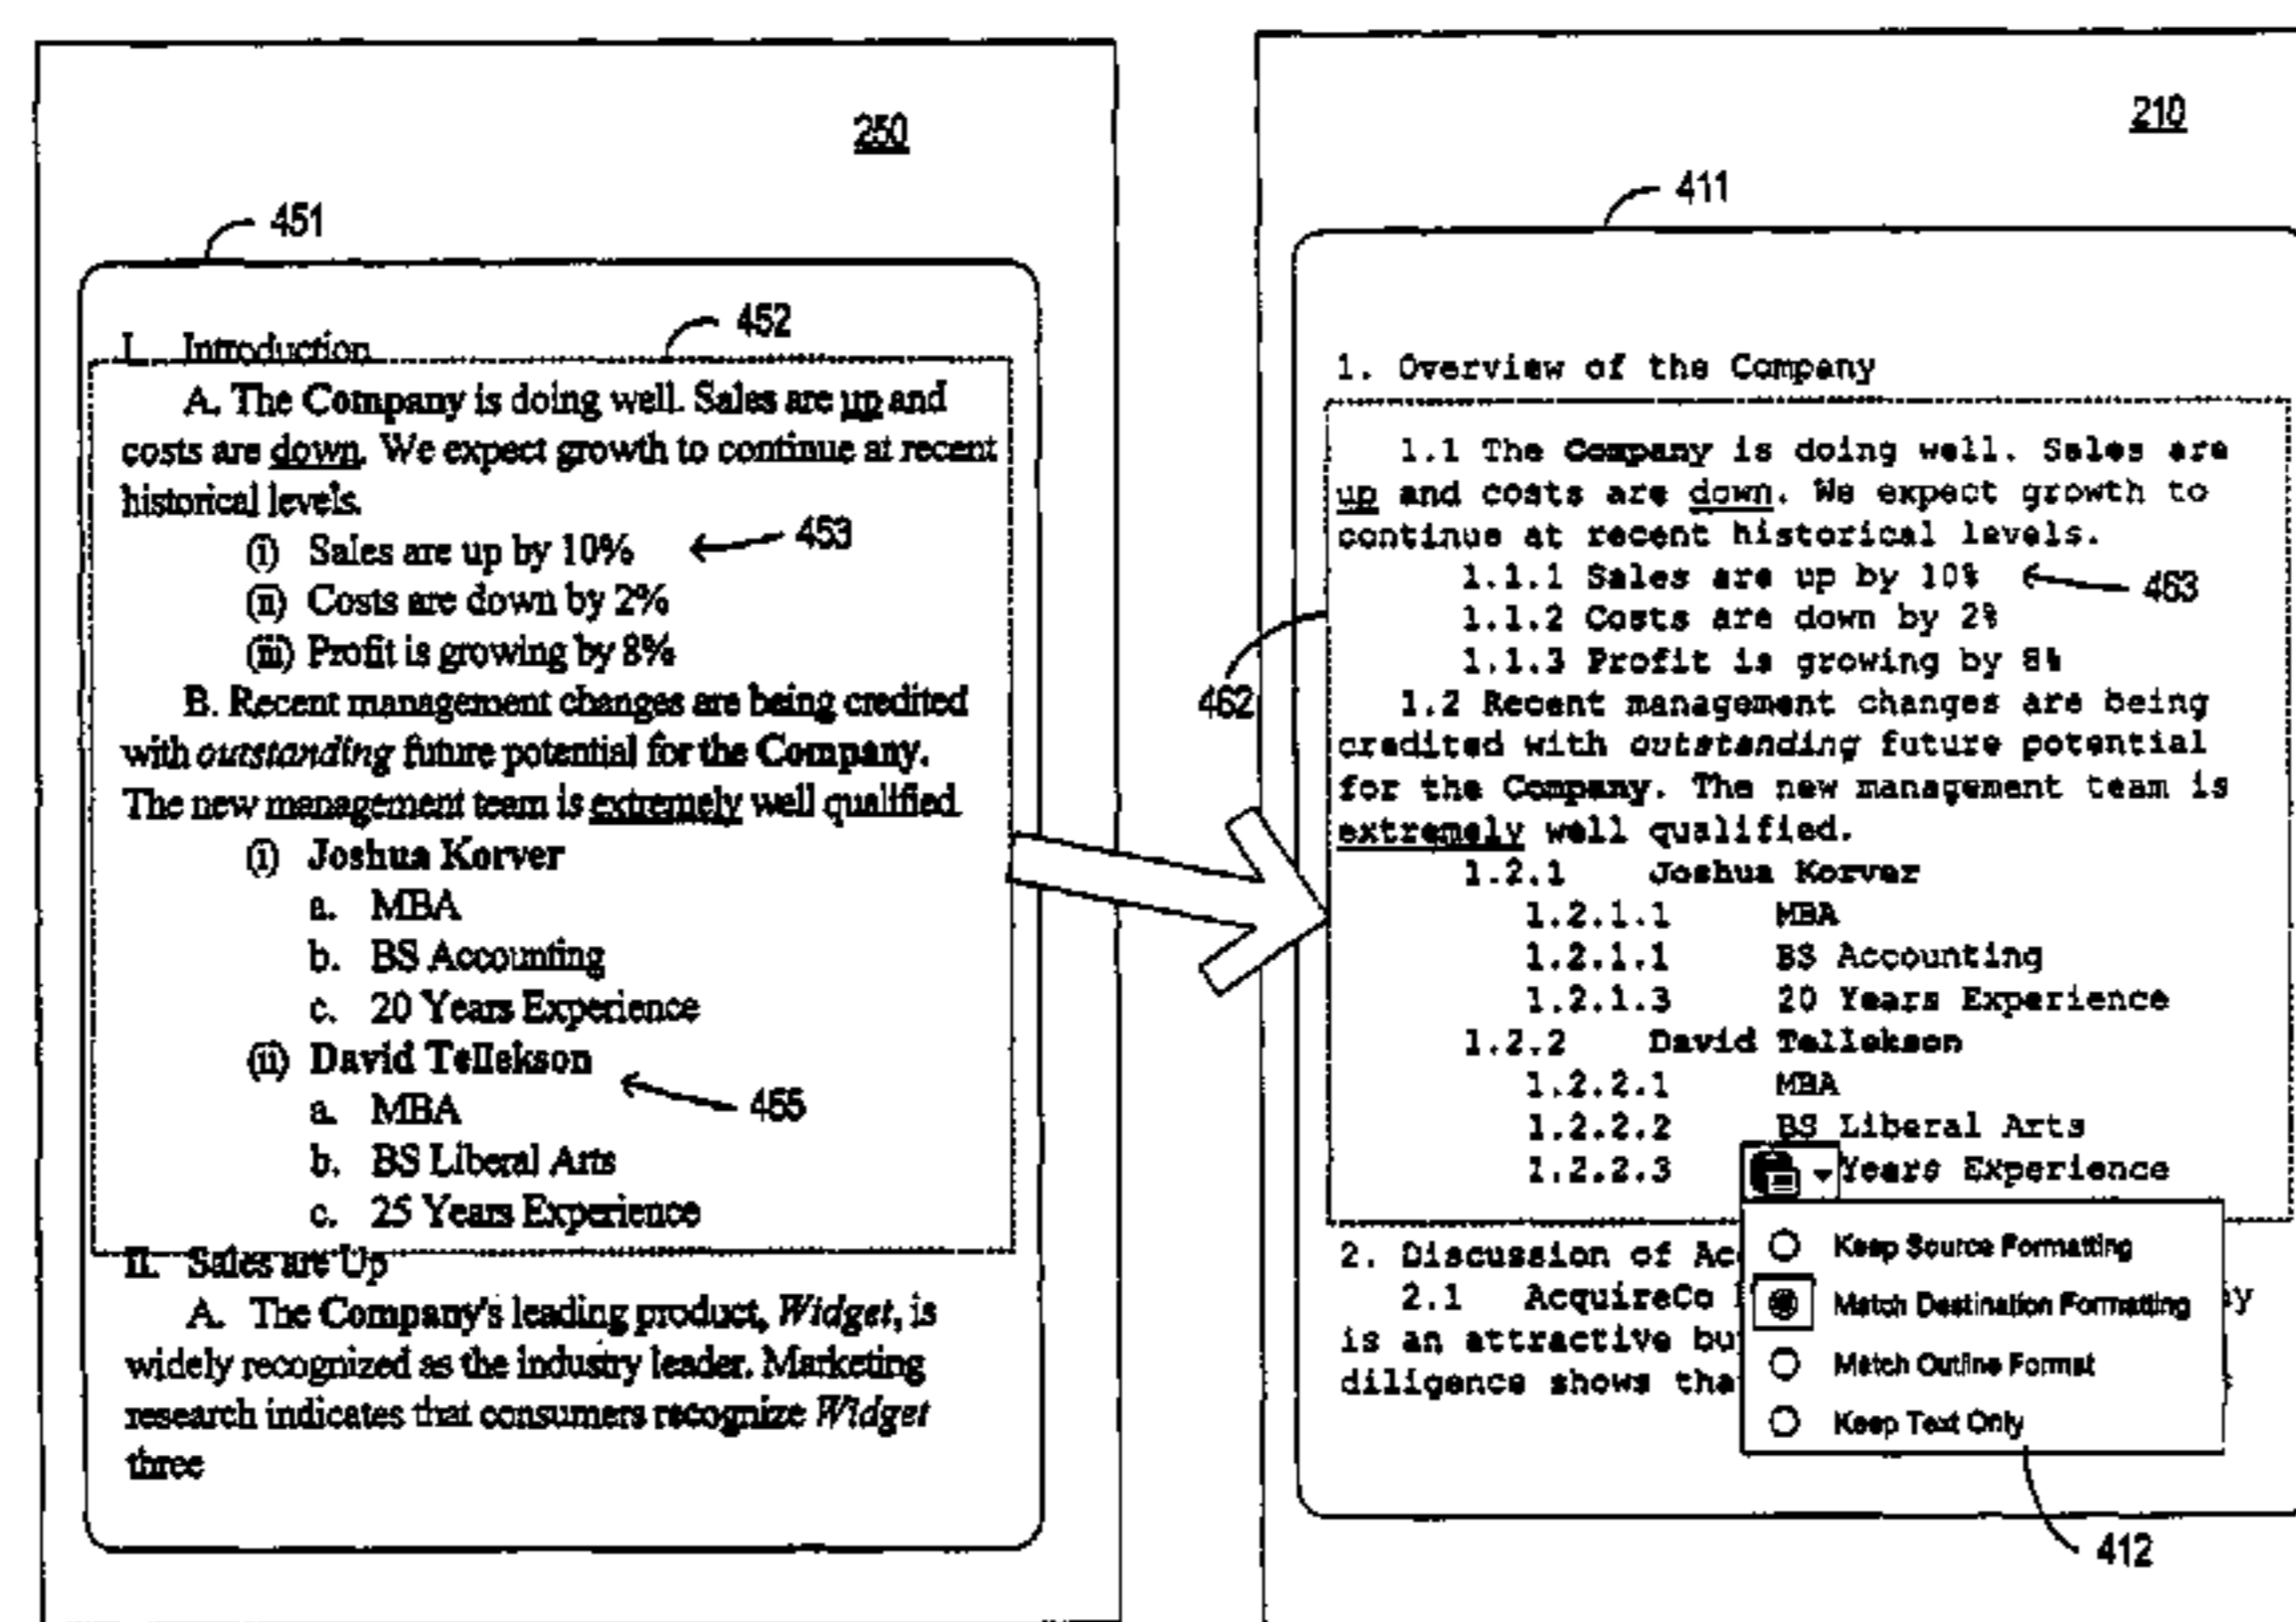 250
451
452
I. Introduction
A. The Company is doing well. Sales are up and
costs are down. We expect growth to continue at recent
historical levels.
(i) Sales are up by 10%
453
(ii) Costs are down by 2%
(iii) Profit is growing by 8%
B. Recent management changes are being credited
with outstanding future potential for the Company.
The new management team is extremely well qualified.
(i) Joshua Korver
a. MBA
b. BS Accounting
c. 20 Years Experience
(ii) David Tellekson
455
a. MBA
b. BS Liberal Arts
c. 25 Years Experience
II. Sales are Up
A. The Company's leading product, Widget, is
widely recognized as the industry leader. Marketing
research indicates that consumers recognize Widget
three
210
411
1. Overview of the Company
1.1 The Company is doing well. Sales are
up and costs are down. We expect growth to
continue at recent historical levels.
1.1.1 Sales are up by 10%
463
1.1.2 Costs are down by 2%
1.1.3 Profit is growing by 8%
462
1.2 Recent management changes are being
credited with outstanding future potential
for the Company. The new management team is
extremely well qualified.
1.2.1 Joshua Korver
1.2.1.1 MBA
1.2.1.1 BS Accounting
1.2.1.3 20 Years Experience
1.2.2 David Tellekson
1.2.2.1 MBA
1.2.2.2 BS Liberal Arts
1.2.2.3 Years Experience
2. Discussion of Ac
2.1 AcquireCo
y
is an attractive bu
diligence shows tha
Keep Source Formatting
Match Destination Formatting
Match Outline Format
Keep Text Only
412